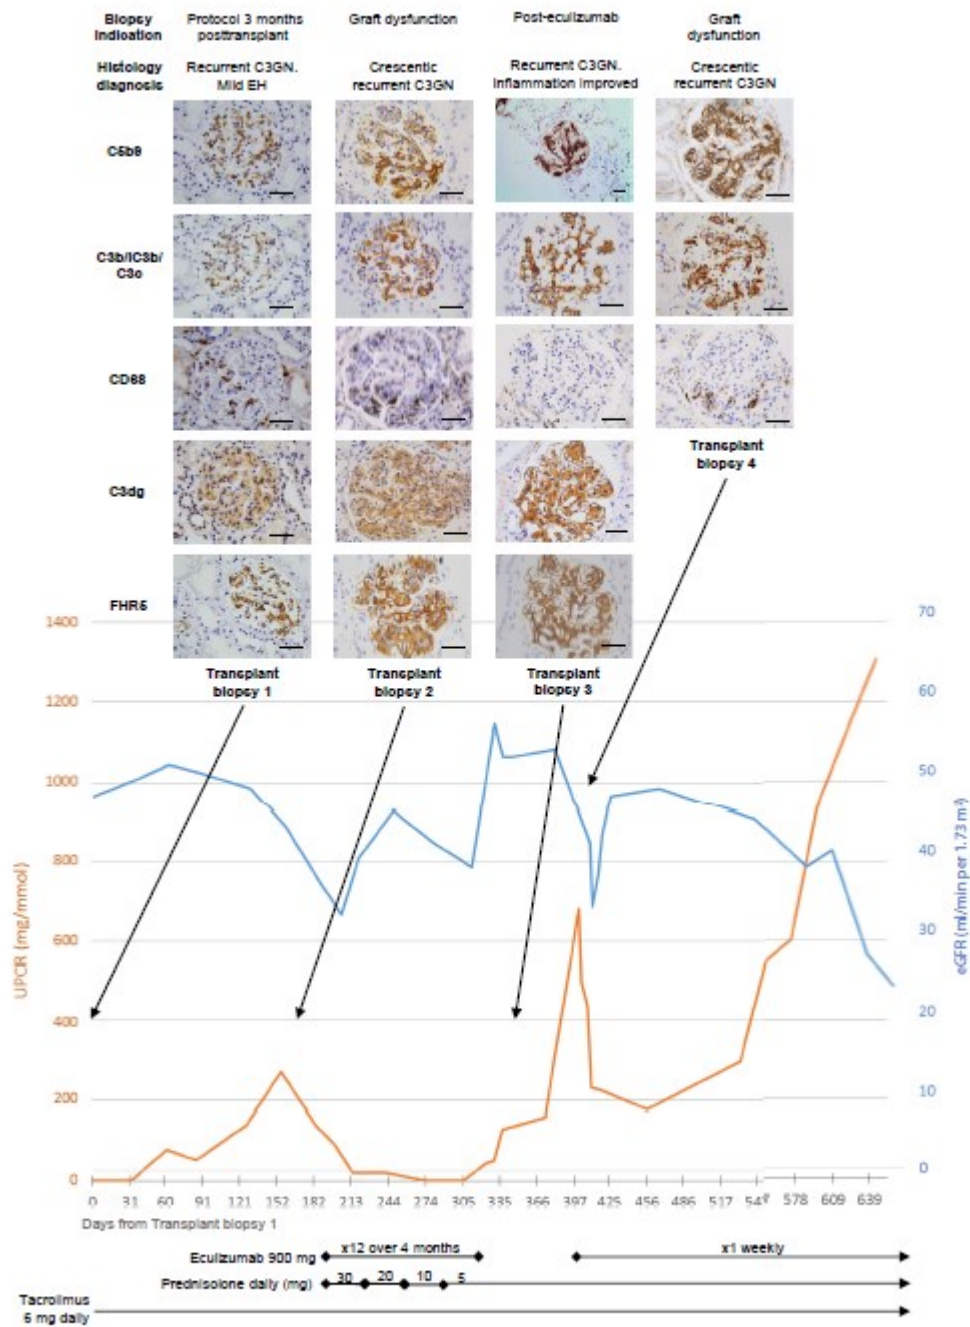 Biopsy indication
Protocol 3 months posttransplant
Graft dysfunction
Post-eculizumab
Graft dysfunction
Histology diagnosis
Recurrent C3GN. Mild EH
Crescentic recurrent C3GN
Recurrent C3GN. Inflammation improved
Crescentic recurrent C3GN
C5b9
C3b/iC3b/
C3c
CD68
C3dg
FHR5
Transplant biopsy 4
Transplant biopsy 1
Transplant biopsy 2
Transplant biopsy 3
UPCR (mg/mmol)
1400
1200
1000
800
600
400
200
0
eGFR (ml/min per 1.73 m²)
70
60
50
40
30
20
10
0
0 31 60 91 121 152 182 213 244 274 305 335 366 397 425 456 486 517 54 578 609 639
Days from Transplant biopsy 1
Eculizumab 900 mg
x12 over 4 months
x1 weekly
Prednisolone daily (mg)
30 20 10 5
Tacrolimus
6 mg daily